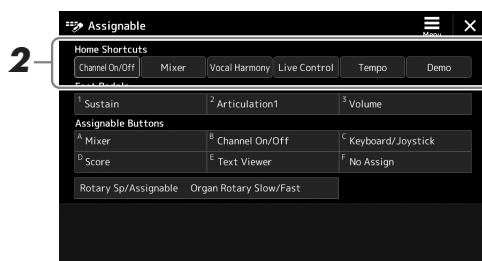 Assignable
Menu
2
Home Shortcuts
Channel On/Off Mixer Vocal Harmony Live Control Tempo Demo
Foot Pedals
1 Sustain 2 Articulation1 3 Volume
Assignable Buttons
A Mixer B Channel On/Off C Keyboard/Joystick
D Score E Text Viewer F No Assign
Rotary Sp/Assignable Organ Rotary Slow/Fast